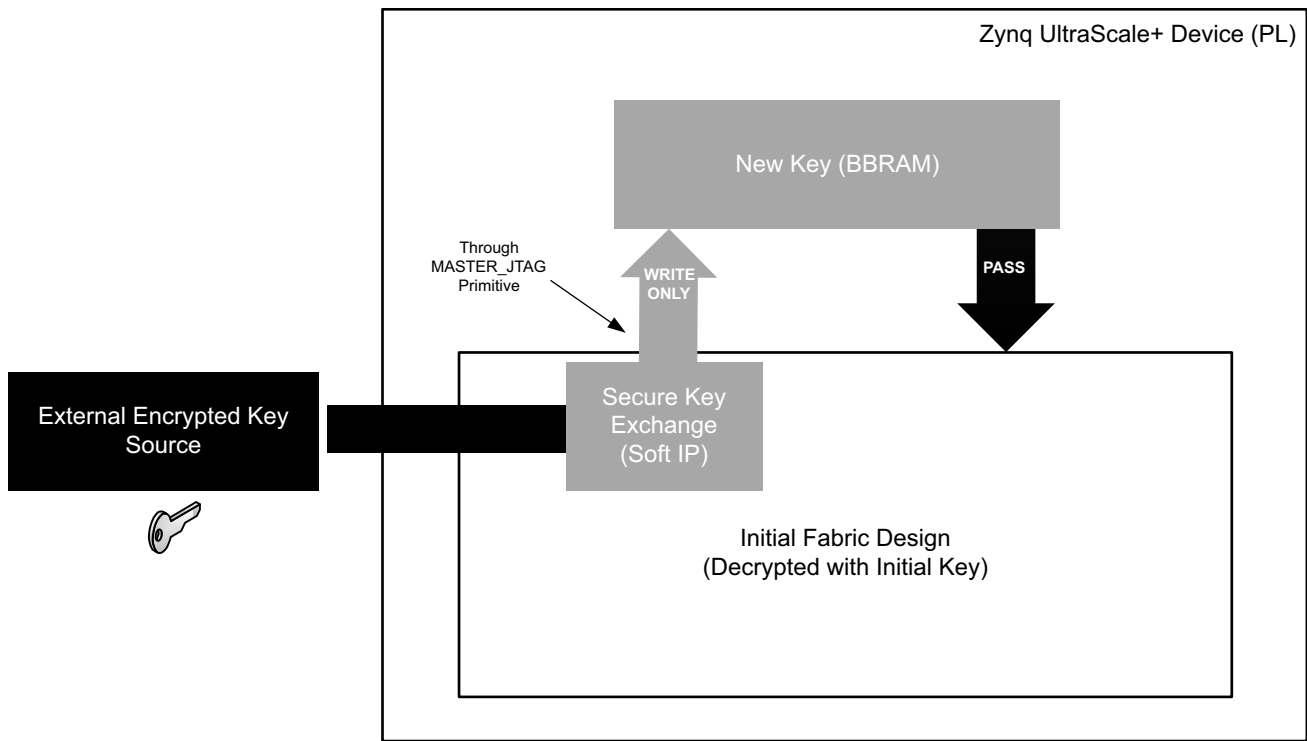 Zynq UltraScale+ Device (PL)
New Key (BBRAM)
Through
MASTER_JTAG
Primitive
WRITE
ONLY
PASS
External Encrypted Key
Source
Secure Key
Exchange
(Soft IP)
Initial Fabric Design
(Decrypted with Initial Key)